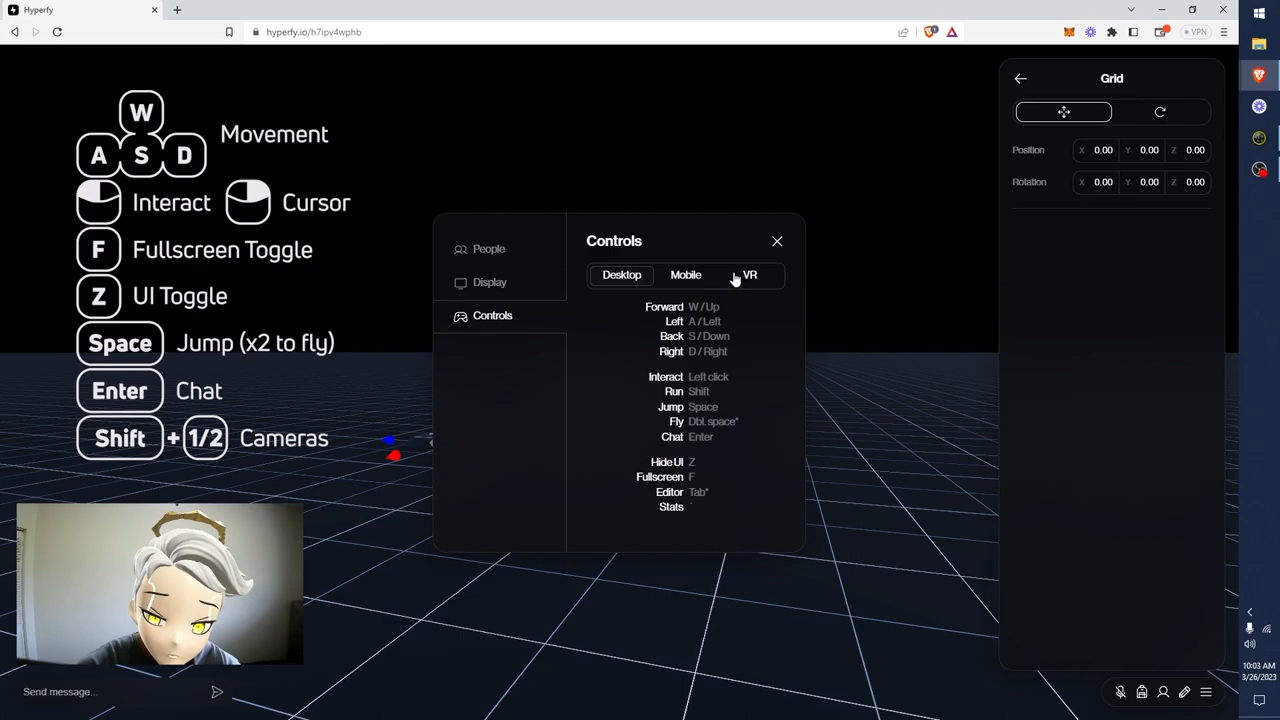 Hyperfy
hyperfy.io/h7ipv4wphb
VPN
W
A S D Movement
Interact Cursor
F Fullscreen Toggle
Z UI Toggle
Space Jump (x2 to fly)
Enter Chat
Shift + 1/2 Cameras
Send message...
People
Display
Controls
Controls
Desktop Mobile VR
Forward W / Up
Left A / Left
Back S / Down
Right D / Right
Interact Left click
Run Shift
Jump Space
Fly Dbl. space*
Chat Enter
Hide UI Z
Fullscreen F
Editor Tab*
Stats `
Grid
Position X 0.00 Y 0.00 Z 0.00
Rotation X 0.00 Y 0.00 Z 0.00
10:03 AM
3/26/2023